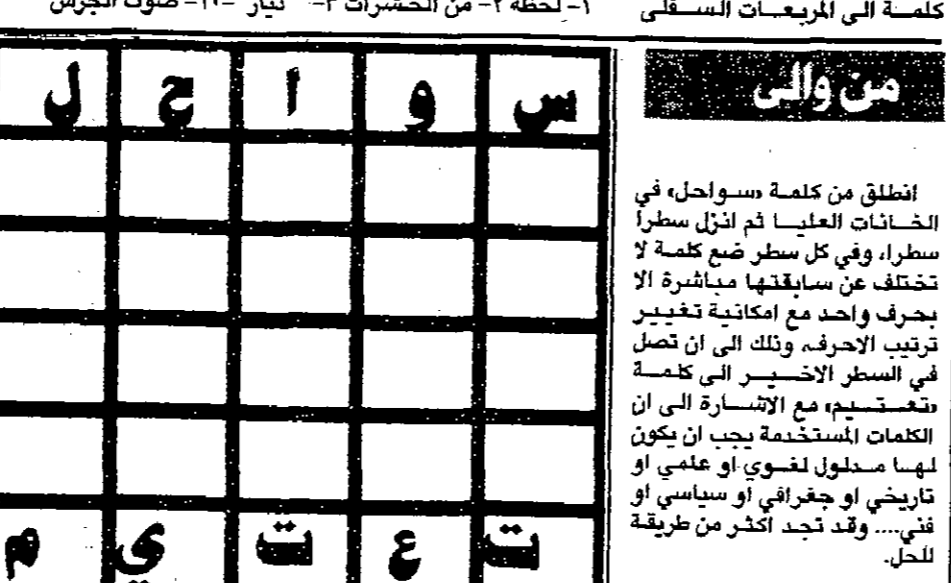 كلمــة الى المربعــات الســفلى
١- لحظة ٢- من الحشرات ٣-
تيار
صوت الجرس
من والى
انطلق من كلمة «سواحل» في
الخانات العليا ثم انزل سطرا
سطرا، وفي كل سطر ضع كلمة لا
تختلف عن سابقتها مباشرة الا
بحرف واحد مع امكانية تغيير
ترتيب الاحرف، وذلك الى ان تصل
في السطر الاخير الى كلمة
«تعتيم» مع الاشارة الى ان
الكلمات المستخدمة يجب ان يكون
لها مدلول لغوي او علمي او
تاريخي او جغرافي او سياسي او
فني.... وقد تجد اكثر من طريقة
للحل.
س و ا ح ل
ت ع ت ي م